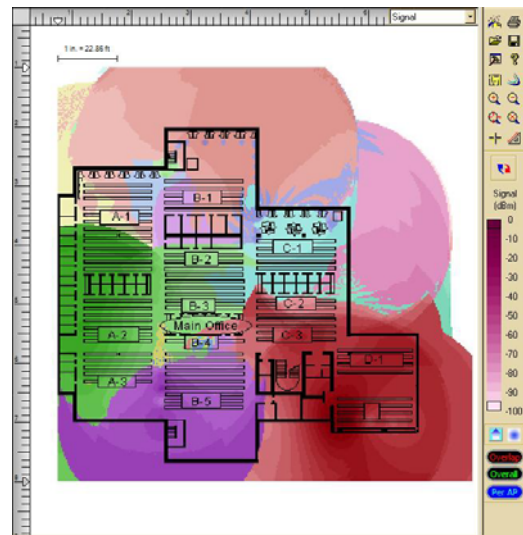 Signal
1 in. = 22.86 ft
Signal
(dBm)
0
-10
-20
-30
-40
-50
-60
-70
-80
-90
-100
B-1
A-1
C-1
B-2
B-3
C-2
Main Office
A-2
B-4
C-3
D-1
A-3
B-5
Overlap
Overall
Per AP